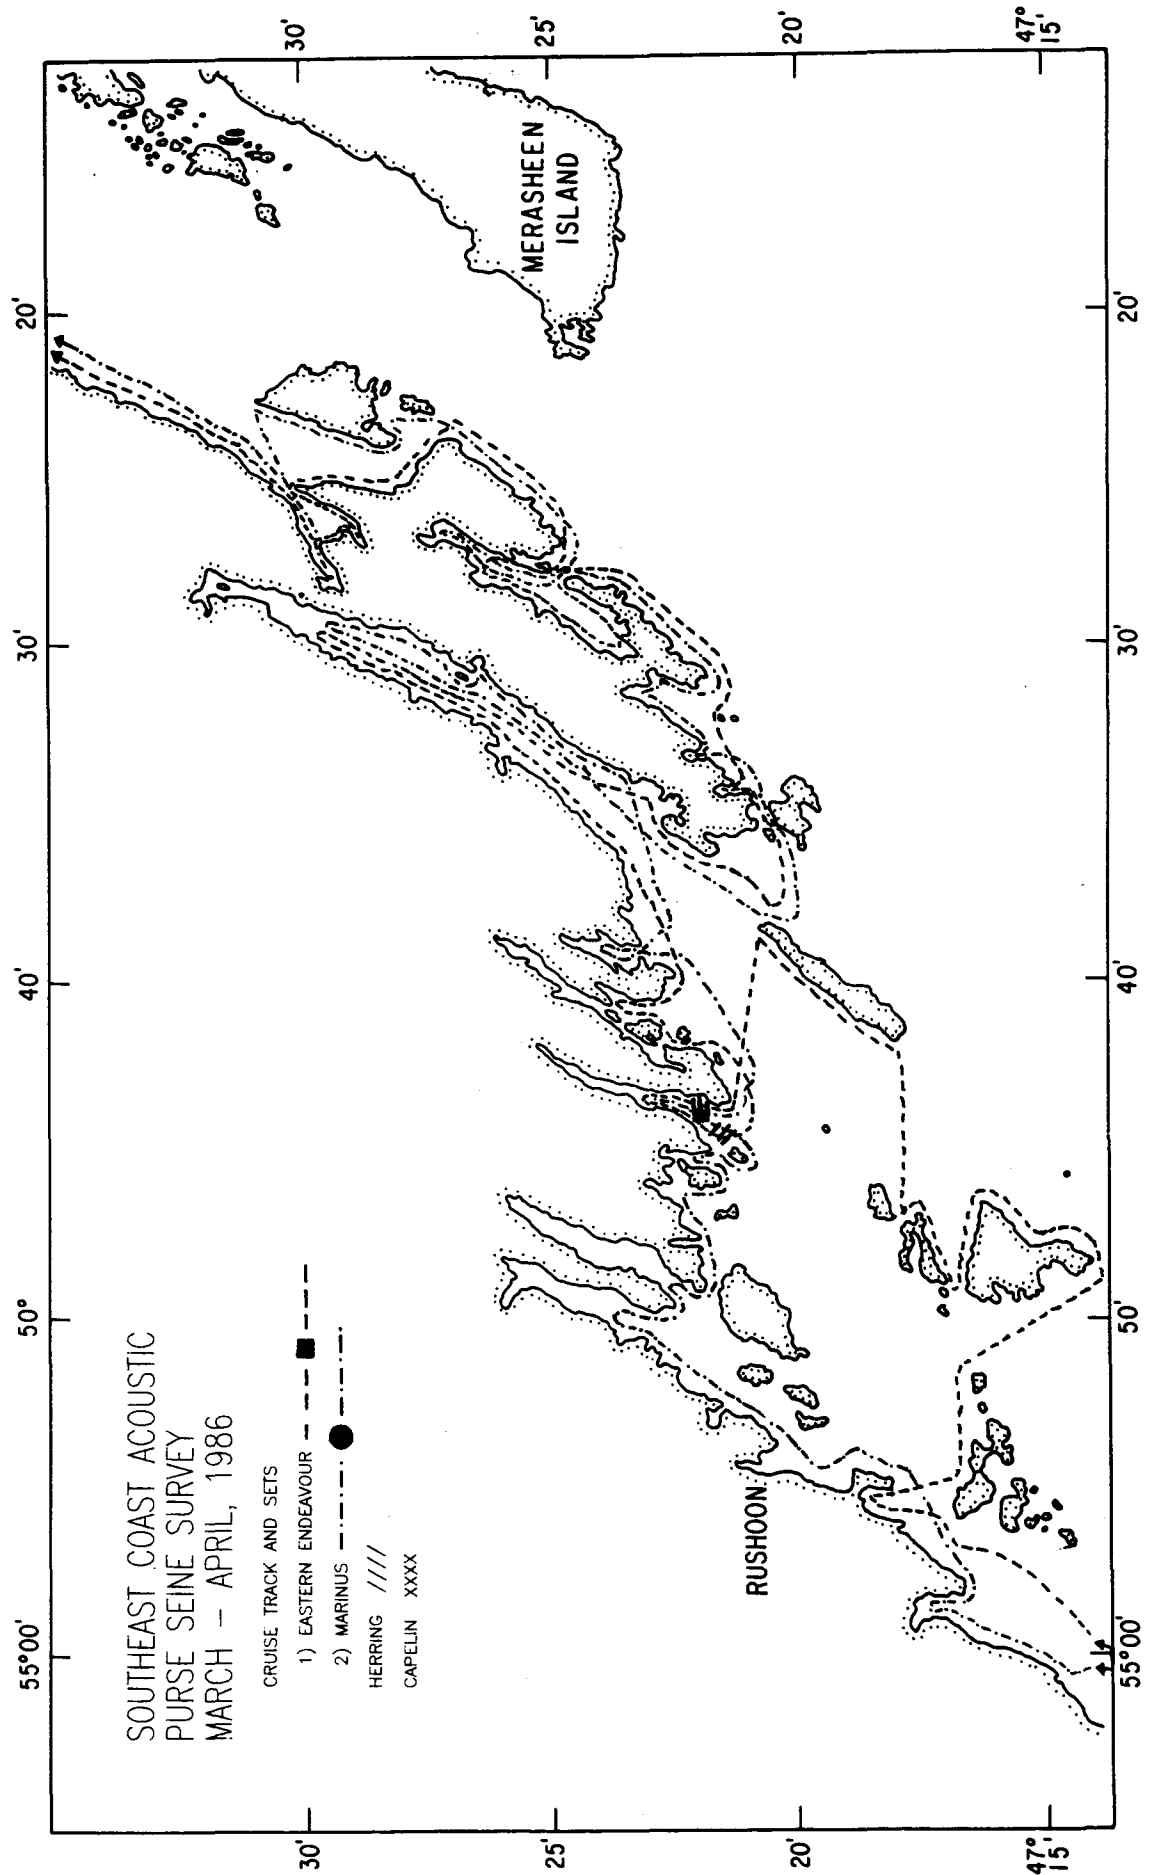 55°00'
50°
40'
30'
20'
SOUTHEAST COAST ACOUSTIC
PURSE SEINE SURVEY
MARCH – APRIL, 1986
CRUISE TRACK AND SETS
1) EASTERN ENDEAVOUR
2) MARINUS
HERRING ////
CAPELIN XXXX
MERASHEEN
ISLAND
RUSHOON
30'
25'
20'
47°
15'
30'
25'
20'
47°
15'
55°00'
50'
40'
30'
20'